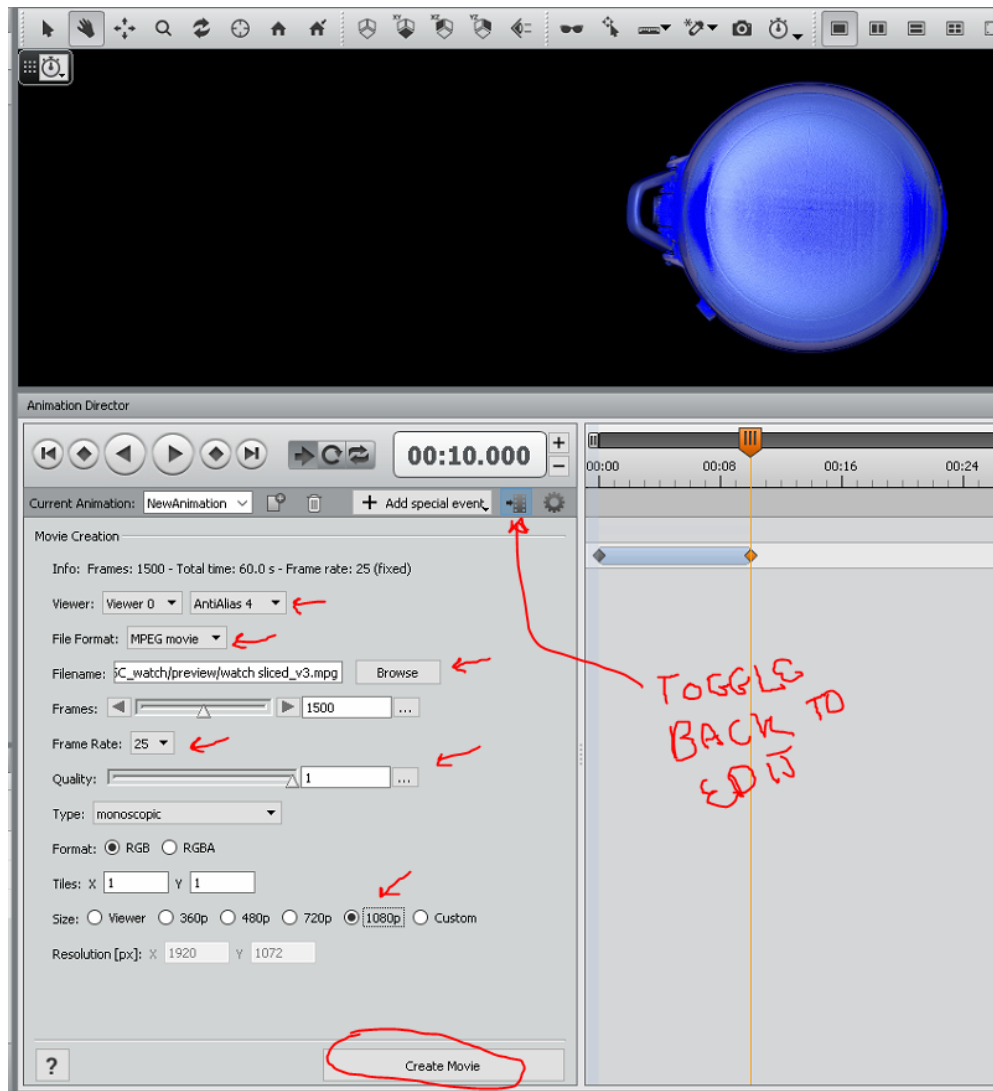 XY
XZ
YZ
Animation Director
00:10.000
+
−
00:00 00:08 00:16 00:24
Current Animation: NewAnimation + Add special event
Movie Creation
Info: Frames: 1500 - Total time: 60.0 s - Frame rate: 25 (fixed)
Viewer: Viewer 0 AntiAlias 4
File Format: MPEG movie
Filename: 5C_watch/preview/watch sliced_v3.mpg Browse
Frames: 1500 ...
Frame Rate: 25
Quality: 1 ...
Type: monoscopic
Format: RGB RGBA
Tiles: X 1 Y 1
Size: Viewer 360p 480p 720p 1080p Custom
Resolution [px]: X 1920 Y 1072
? Create Movie
TOGGLE
BACK TO
EDIT